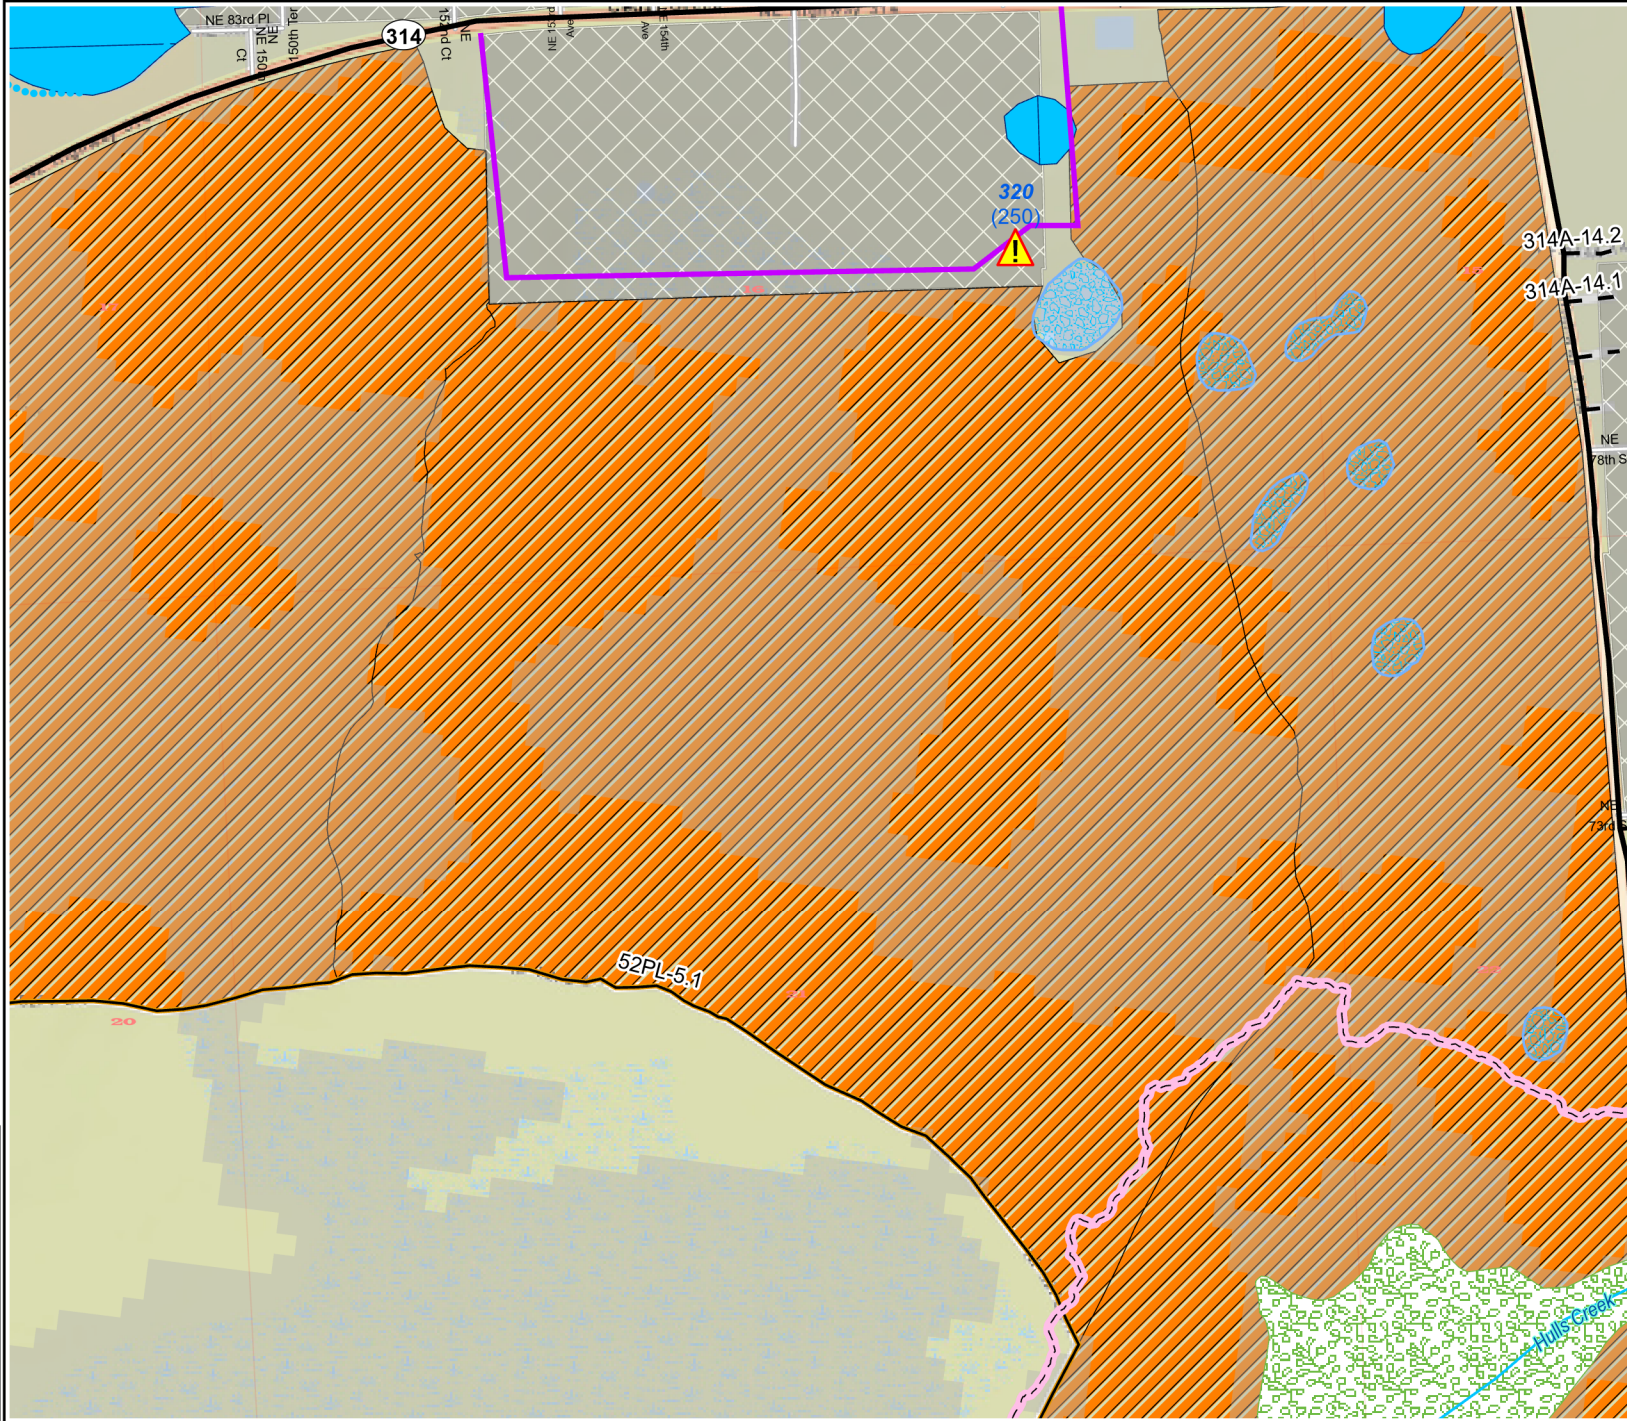 NE 83rd Pl
NE 150th
Ct
NE
150th Ter
314
152nd Ct
NE
NE 153rd
Ave
Ave
NE 154th
320
(250)
!
314A-14.2
314A-14.1
NE
78th S
NE
73rd S
52PL-5.1
20
Hulls Creek